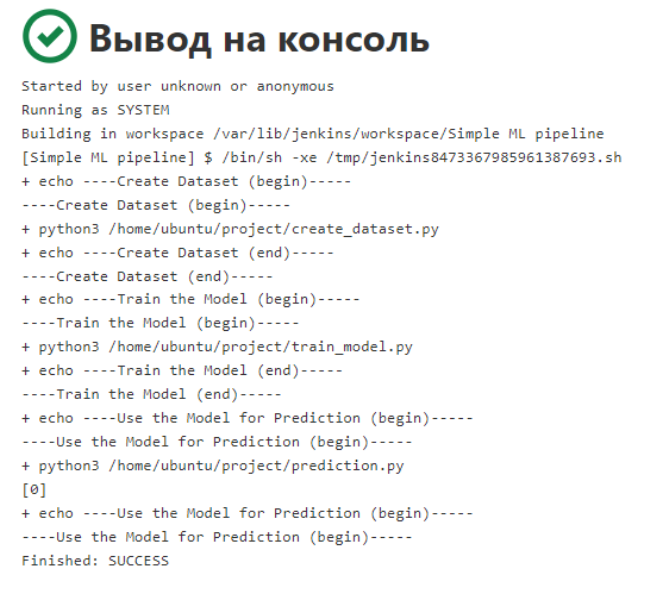 Вывод на консоль
Started by user unknown or anonymous
Running as SYSTEM
Building in workspace /var/lib/jenkins/workspace/Simple ML pipeline
[Simple ML pipeline] $ /bin/sh -xe /tmp/jenkins8473367985961387693.sh
+ echo ----Create Dataset (begin)-----
----Create Dataset (begin)-----
+ python3 /home/ubuntu/project/create_dataset.py
+ echo ----Create Dataset (end)-----
----Create Dataset (end)-----
+ echo ----Train the Model (begin)-----
----Train the Model (begin)-----
+ python3 /home/ubuntu/project/train_model.py
+ echo ----Train the Model (end)-----
----Train the Model (end)-----
+ echo ----Use the Model for Prediction (begin)-----
----Use the Model for Prediction (begin)-----
+ python3 /home/ubuntu/project/prediction.py
[0]
+ echo ----Use the Model for Prediction (begin)-----
----Use the Model for Prediction (begin)-----
Finished: SUCCESS